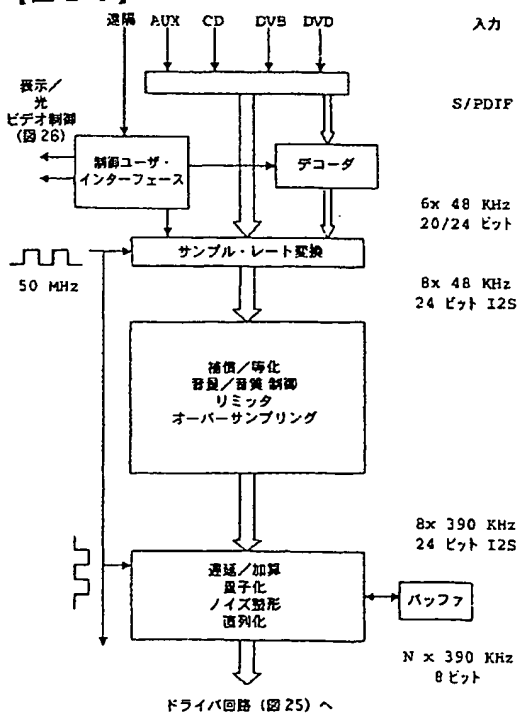 遠隔 AUX CD DVB DVD
入力
S/PDIF
表示／
光
ビデオ制御
(図26)
制御ユーザ・
インターフェース
デコーダ
6x 48 KHz
20/24 ビット
サンプル・レート変換
50 MHz
8x 48 KHz
24 ビット I2S
補償／等化
音量／音質 制御
リミッタ
オーバーサンプリング
8x 390 KHz
24 ビット I2S
遅延／加算
量子化
ノイズ整形
直列化
バッファ
N x 390 KHz
8 ビット
ドライバ回路 (図25) へ